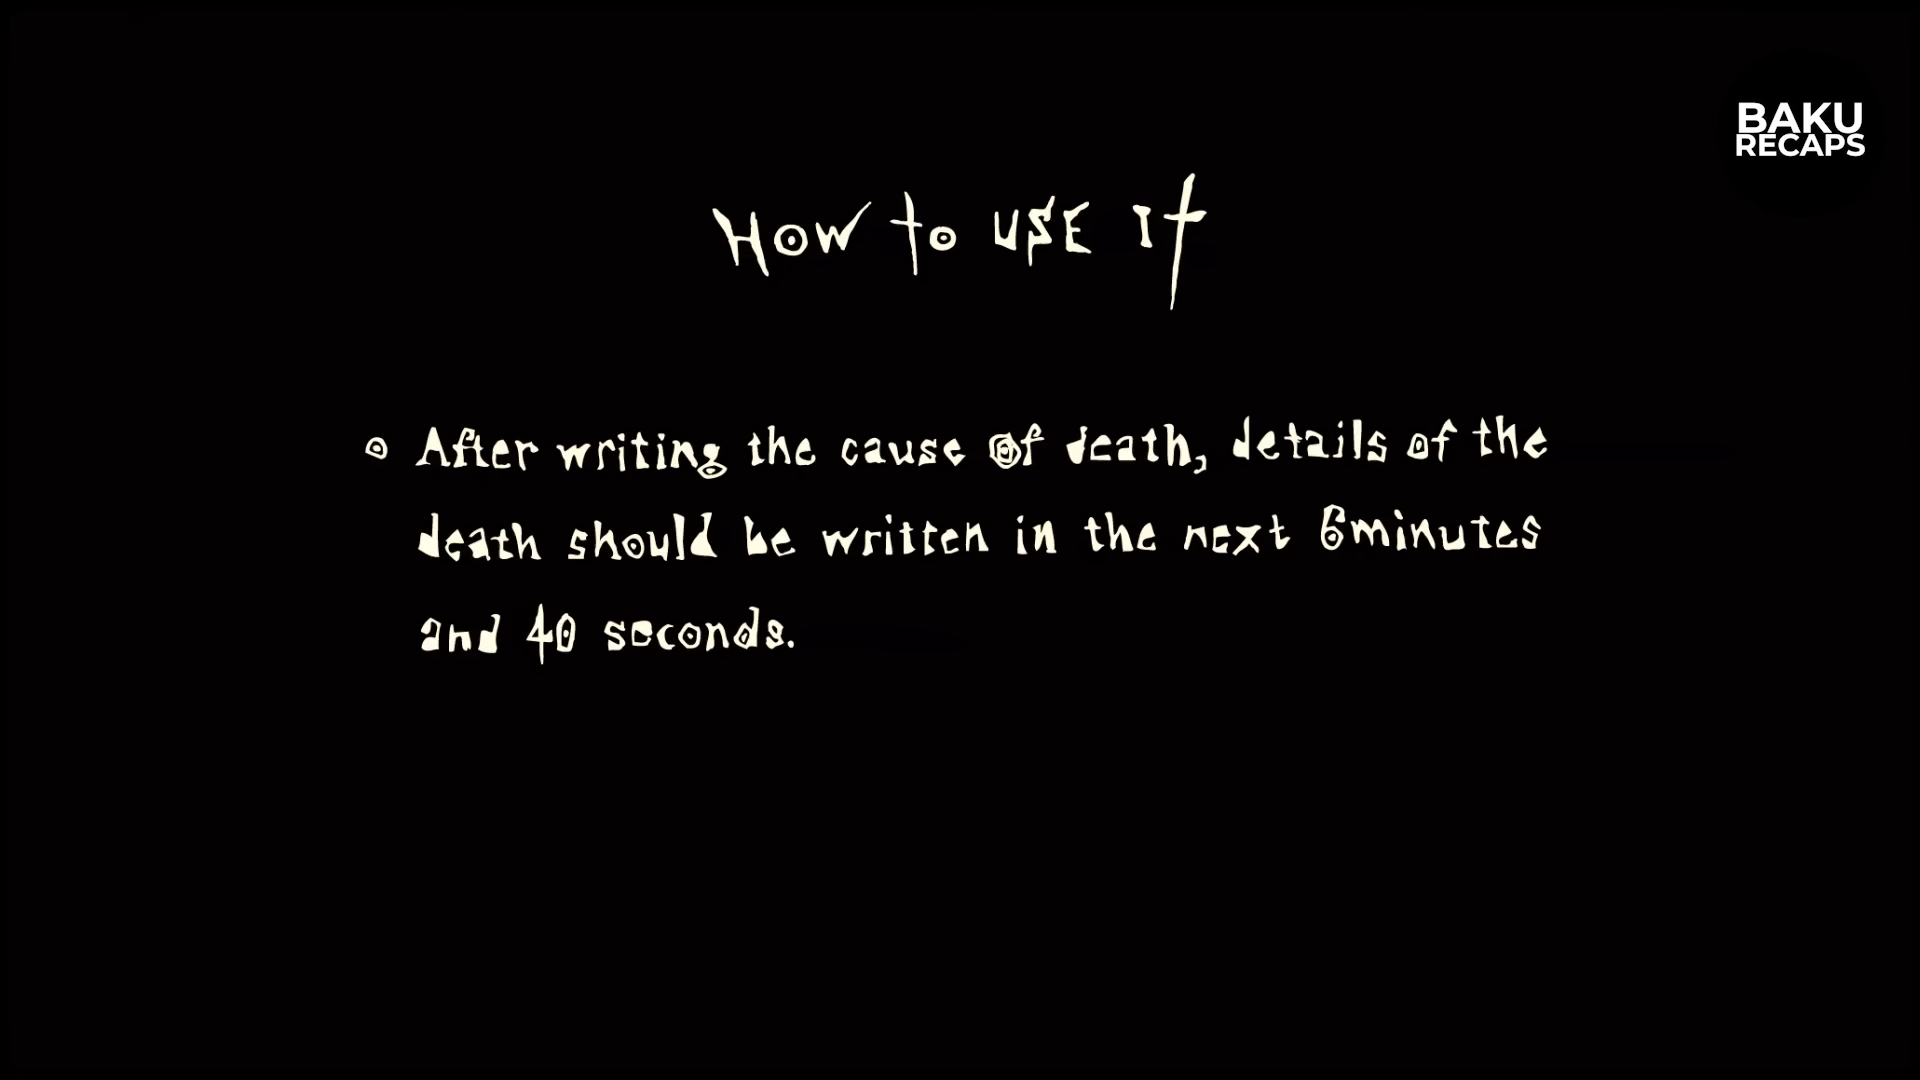 BAKU
RECAPS
How to use it
After writing the cause of death, details of the
death should be written in the next 6minutes
and 40 seconds.